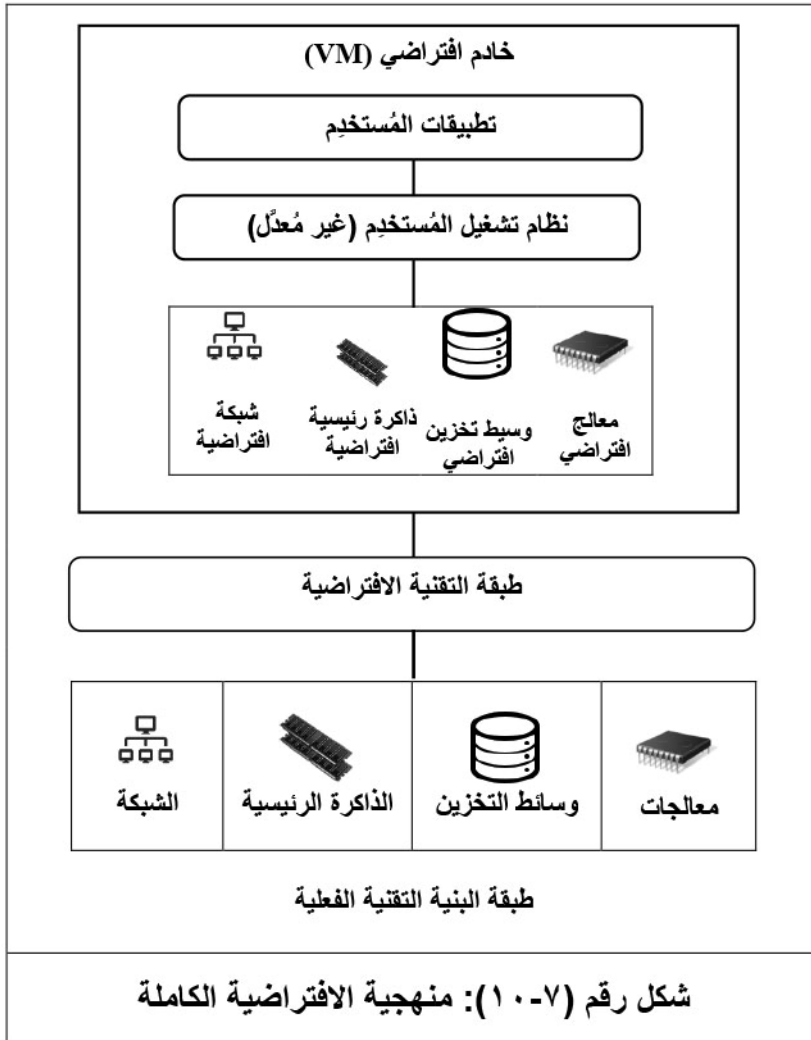 خادم افتراضي (VM)
تطبيقات المُستخدِم
نظام تشغيل المُستخدِم (غير مُعدَّل)
معالج
افتراضي
وسيط تخزين
افتراضي
ذاكرة رئيسية
افتراضية
شبكة
افتراضية
طبقة التقنية الافتراضية
معالجات
وسائط التخزين
الذاكرة الرئيسية
الشبكة
طبقة البنية التقنية الفعلية
شكل رقم (٧-١٠): منهجية الافتراضية الكاملة